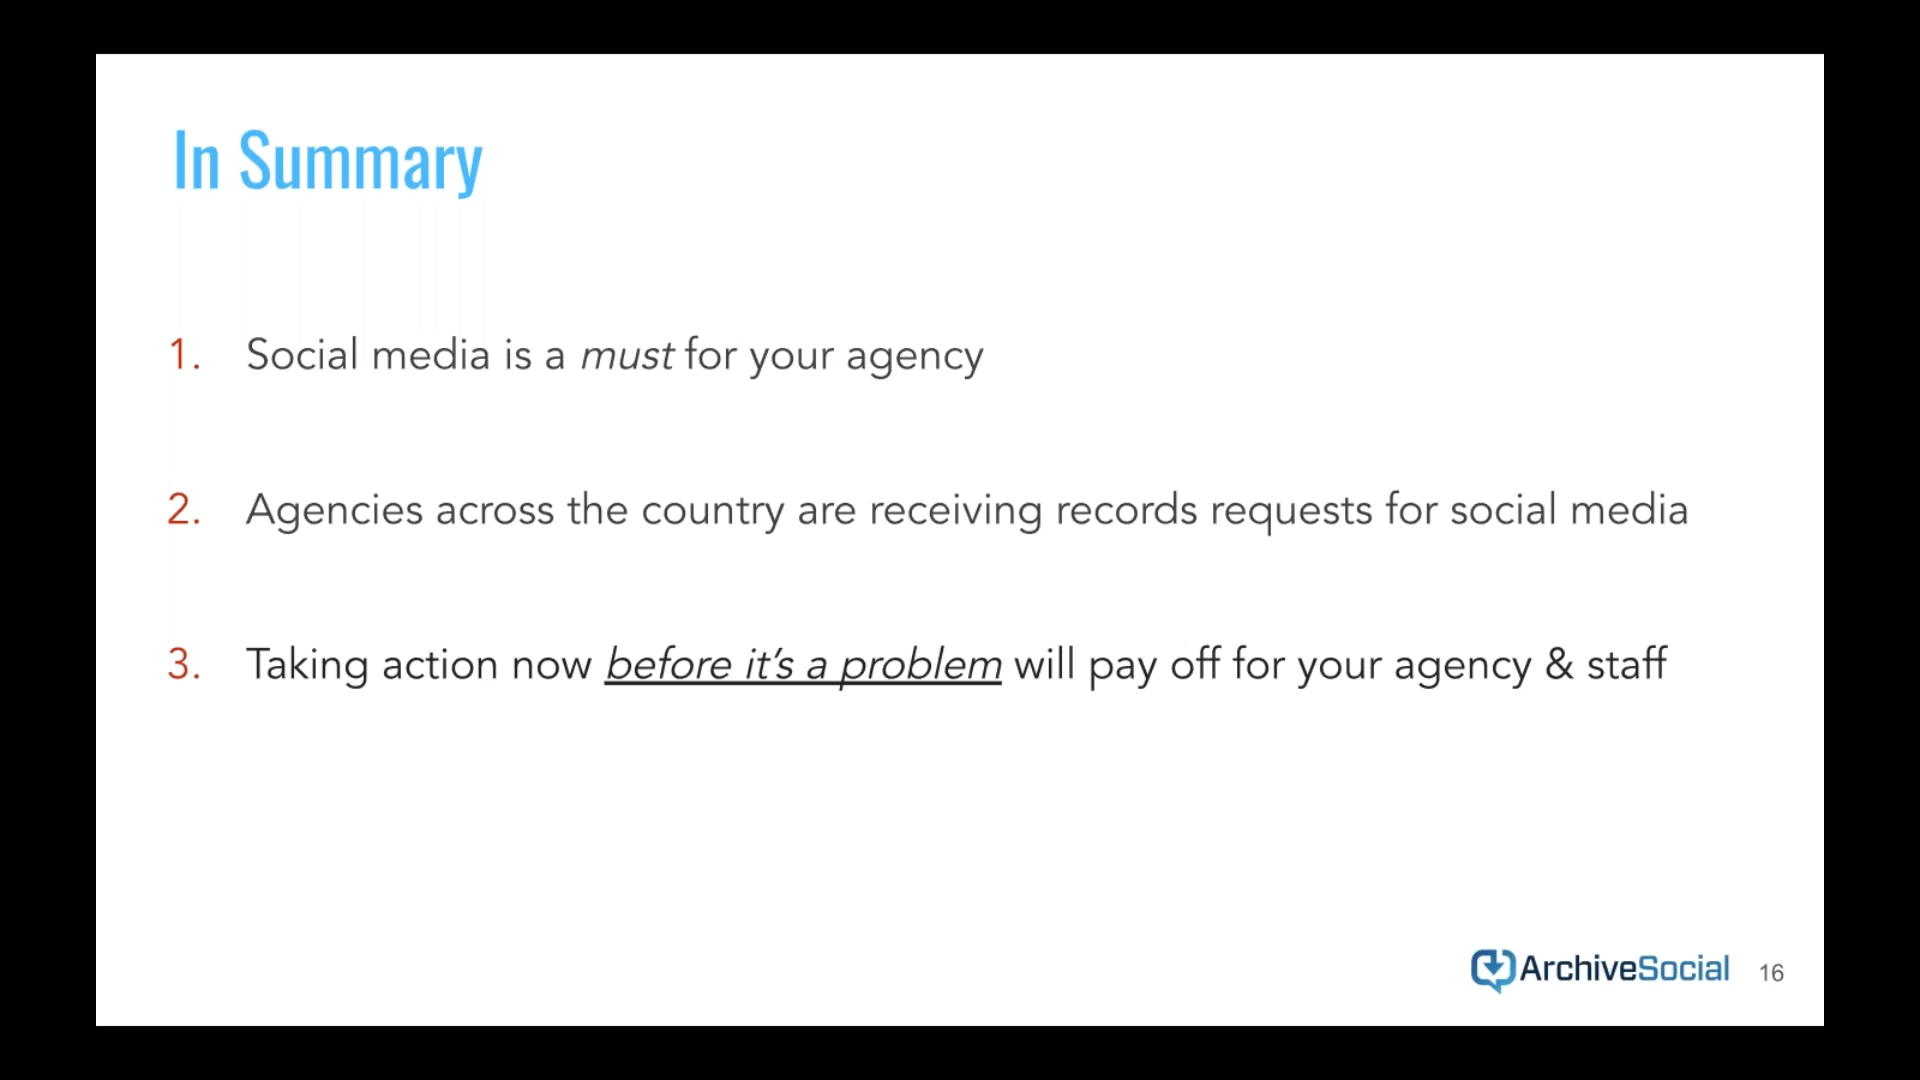 In Summary
1. Social media is a must for your agency
2. Agencies across the country are receiving records requests for social media
3. Taking action now before it’s a problem will pay off for your agency & staff
ArchiveSocial 16